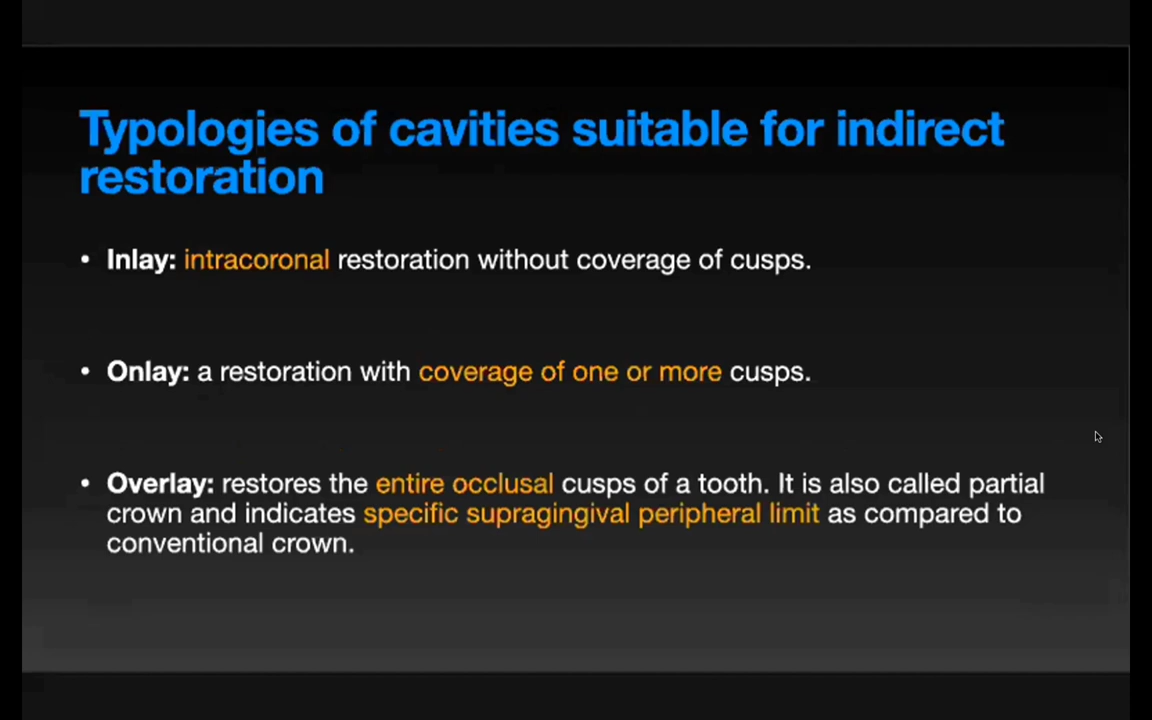 Typologies of cavities suitable for indirect
restoration
• Inlay: intracoronal restoration without coverage of cusps.
• Onlay: a restoration with coverage of one or more cusps.
• Overlay: restores the entire occlusal cusps of a tooth. It is also called partial
crown and indicates specific supragingival peripheral limit as compared to
conventional crown.